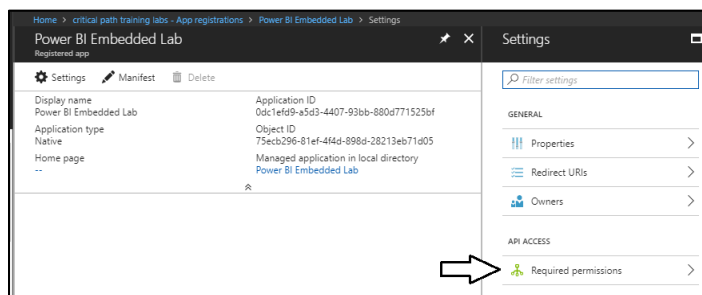 Home > critical path training labs - App registrations > Power BI Embedded Lab > Settings
Power BI Embedded Lab
Registered app
Settings Manifest Delete
Display name
Power BI Embedded Lab
Application type
Native
Home page
--
Application ID
0dc1efd9-a5d3-4407-93bb-880d771525bf
Object ID
75ecb296-81ef-4f4d-898d-28213eb71d05
Managed application in local directory
Power BI Embedded Lab
Settings
Filter settings
GENERAL
Properties
Redirect URIs
Owners
API ACCESS
Required permissions